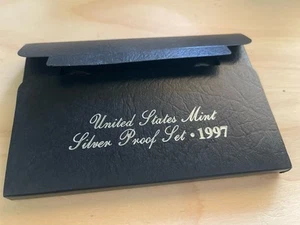 United States Mint
Silver Proof Set • 1997